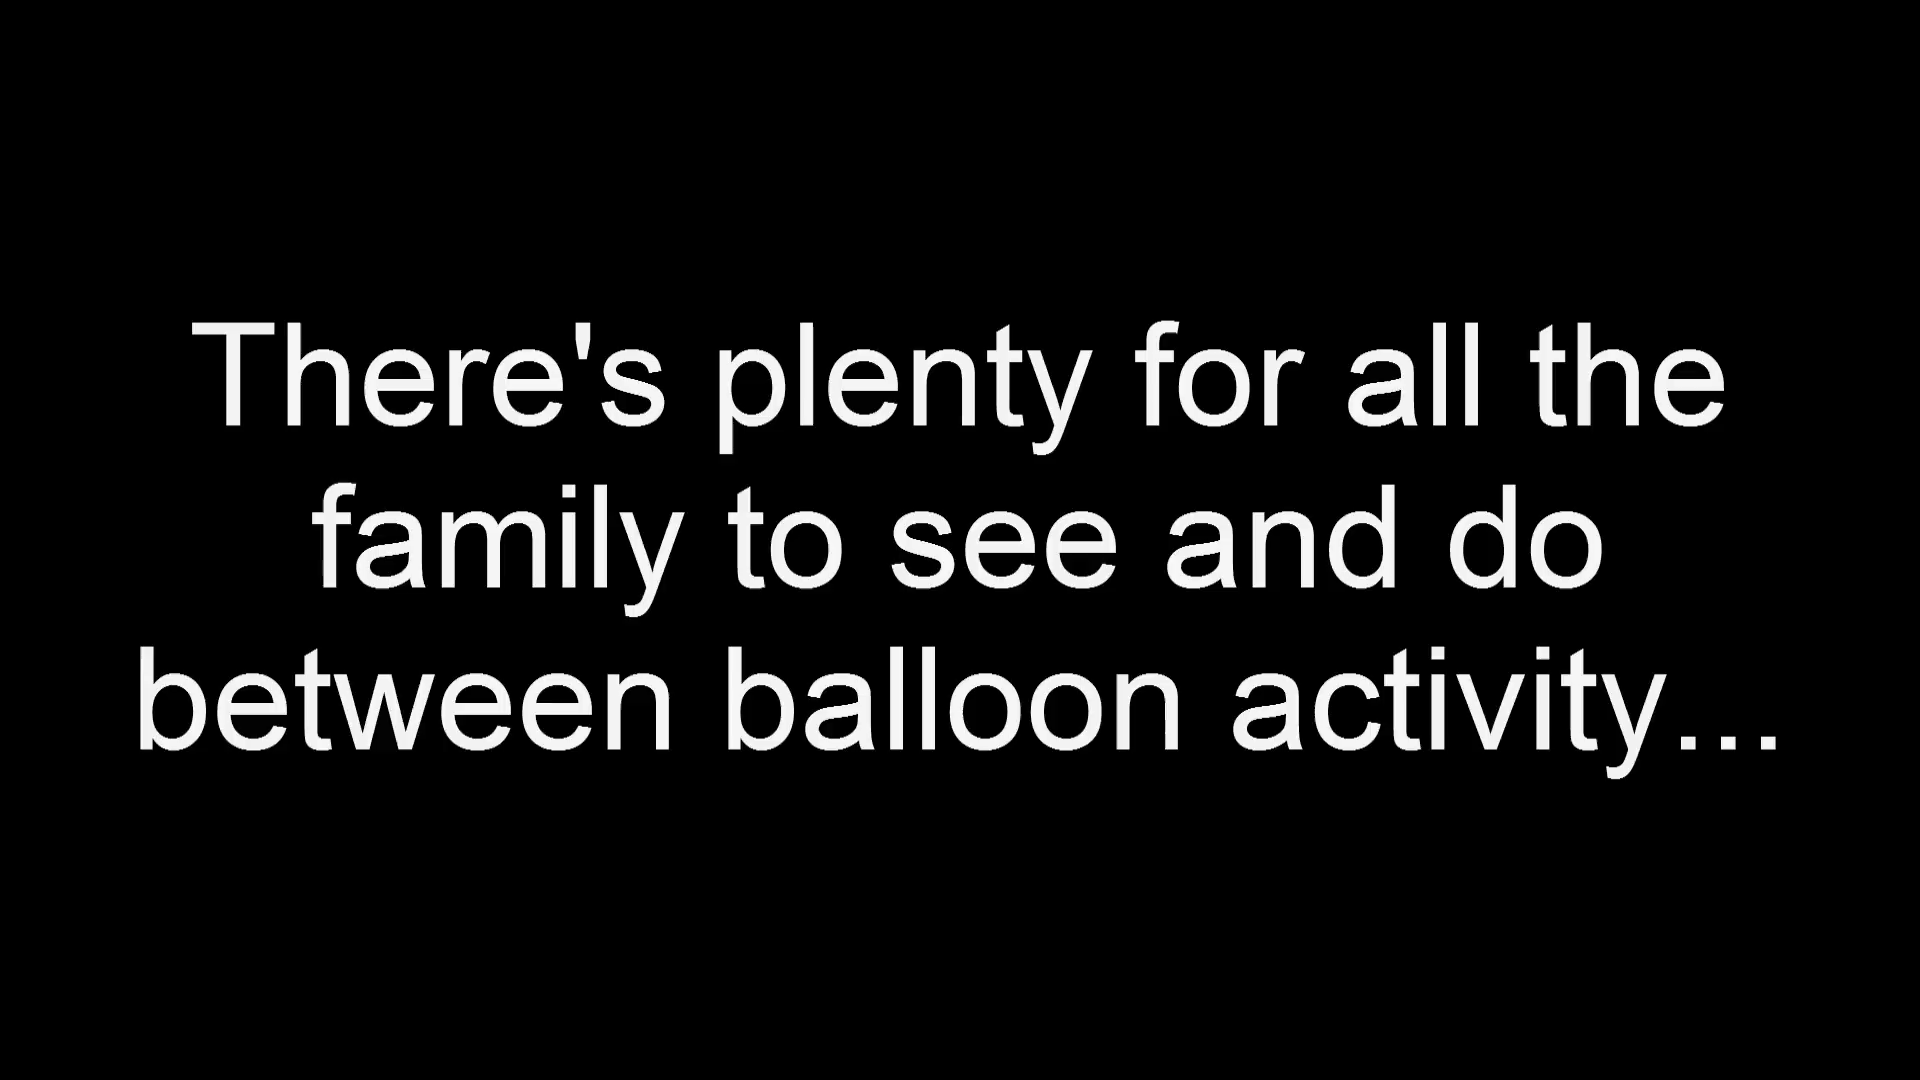 There's plenty for all the
family to see and do
between balloon activity...